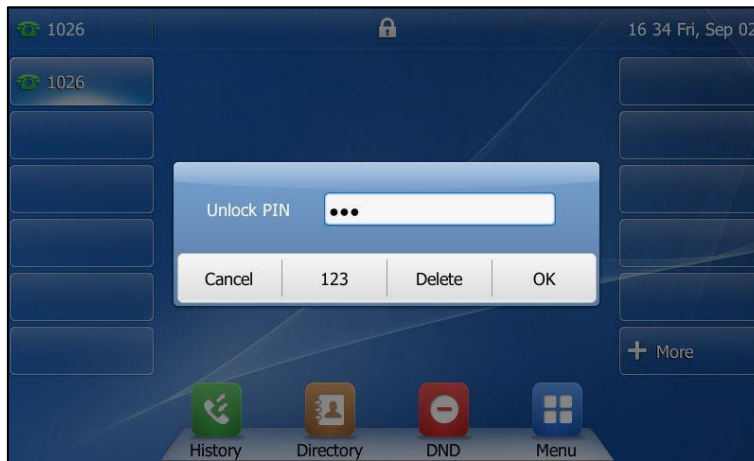 1026
16 34 Fri, Sep 02
1026
Unlock PIN •••
Cancel 123 Delete OK
More
History Directory DND Menu